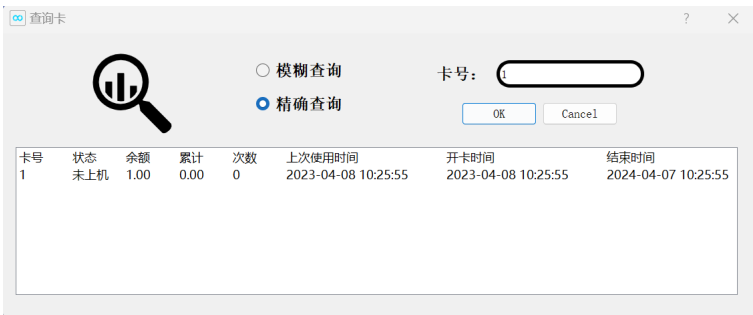 查询卡
模糊查询
精确查询
卡号： 1
OK Cancel
卡号 状态 余额 累计 次数 上次使用时间 开卡时间 结束时间
1 未上机 1.00 0.00 0 2023-04-08 10:25:55 2023-04-08 10:25:55 2024-04-07 10:25:55